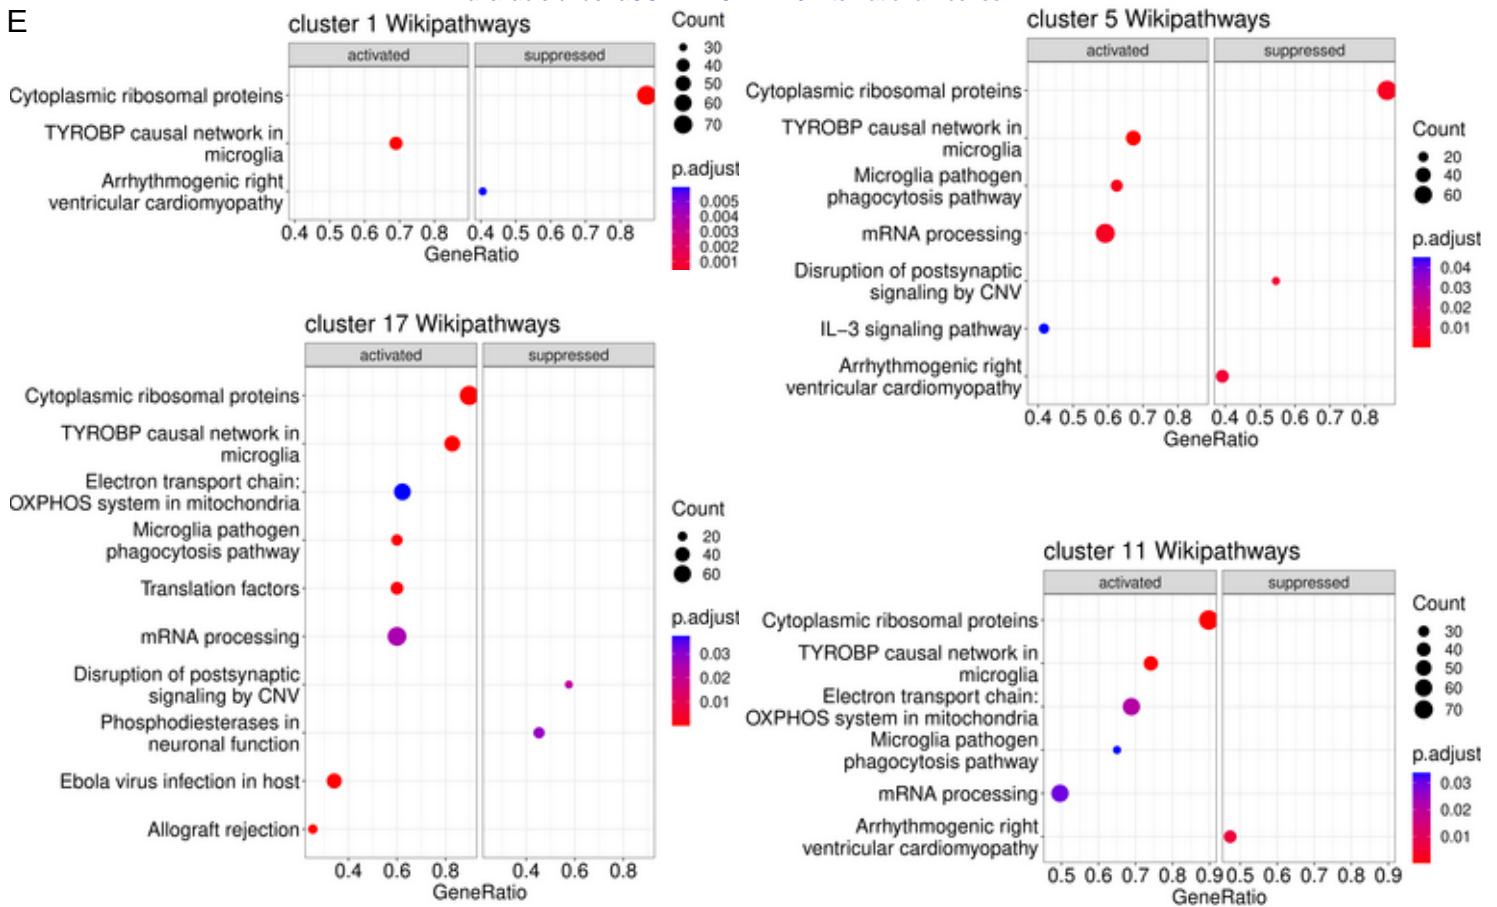 E
cluster 1 Wikipathways
activated
suppressed
Cytoplasmic ribosomal proteins
TYROBP causal network in
microglia
Arrhythmogenic right
ventricular cardiomyopathy
0.4 0.5 0.6 0.7 0.8
0.4 0.5 0.6 0.7 0.8
GeneRatio
Count
30
40
50
60
70
p.adjust
0.005
0.004
0.003
0.002
0.001
cluster 5 Wikipathways
activated
suppressed
Cytoplasmic ribosomal proteins
TYROBP causal network in
microglia
Microglia pathogen
phagocytosis pathway
mRNA processing
Disruption of postsynaptic
signaling by CNV
IL−3 signaling pathway
Arrhythmogenic right
ventricular cardiomyopathy
0.4 0.5 0.6 0.7 0.8
0.4 0.5 0.6 0.7 0.8
GeneRatio
Count
20
40
60
p.adjust
0.04
0.03
0.02
0.01
cluster 17 Wikipathways
activated
suppressed
Cytoplasmic ribosomal proteins
TYROBP causal network in
microglia
Electron transport chain:
OXPHOS system in mitochondria
Microglia pathogen
phagocytosis pathway
Translation factors
mRNA processing
Disruption of postsynaptic
signaling by CNV
Phosphodiesterases in
neuronal function
Ebola virus infection in host
Allograft rejection
0.4 0.6 0.8
0.4 0.6 0.8
GeneRatio
Count
20
40
60
p.adjust
0.03
0.02
0.01
cluster 11 Wikipathways
activated
suppressed
Cytoplasmic ribosomal proteins
TYROBP causal network in
microglia
Electron transport chain:
OXPHOS system in mitochondria
Microglia pathogen
phagocytosis pathway
mRNA processing
Arrhythmogenic right
ventricular cardiomyopathy
0.5 0.6 0.7 0.8 0.9
0.5 0.6 0.7 0.8 0.9
GeneRatio
Count
30
40
50
60
70
p.adjust
0.03
0.02
0.01